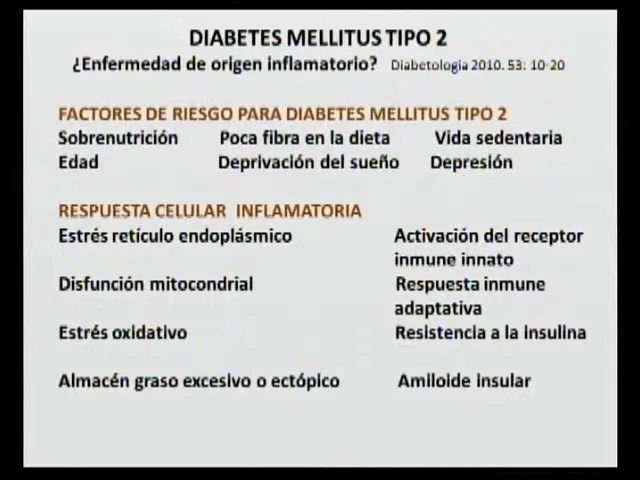 DIABETES MELLITUS TIPO 2
¿Enfermedad de origen inflamatorio? Diabetologia 2010. 53: 10-20
FACTORES DE RIESGO PARA DIABETES MELLITUS TIPO 2
Sobrenutrición Poca fibra en la dieta Vida sedentaria
Edad Deprivación del sueño Depresión
RESPUESTA CELULAR INFLAMATORIA
Estrés retículo endoplásmico Activación del receptor
inmune innato
Disfunción mitocondrial Respuesta inmune
adaptativa
Estrés oxidativo Resistencia a la insulina
Almacén graso excesivo o ectópico Amiloide insular